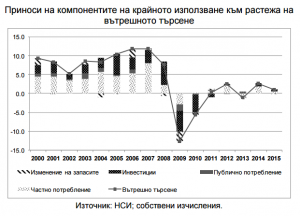 Приноси на компонентите на крайното използване към растежа на
вътрешното търсене
15.0
10.0
5.0
0.0
-5.0
-10.0
-15.0
2000 2001 2002 2003 2004 2005 2006 2007 2008 2009 2010 2011 2012 2013 2014 2015
Изменение на запасите Инвестиции Публично потребление
Частно потребление Вътрешно търсене
Източник: НСИ; собствени изчисления.